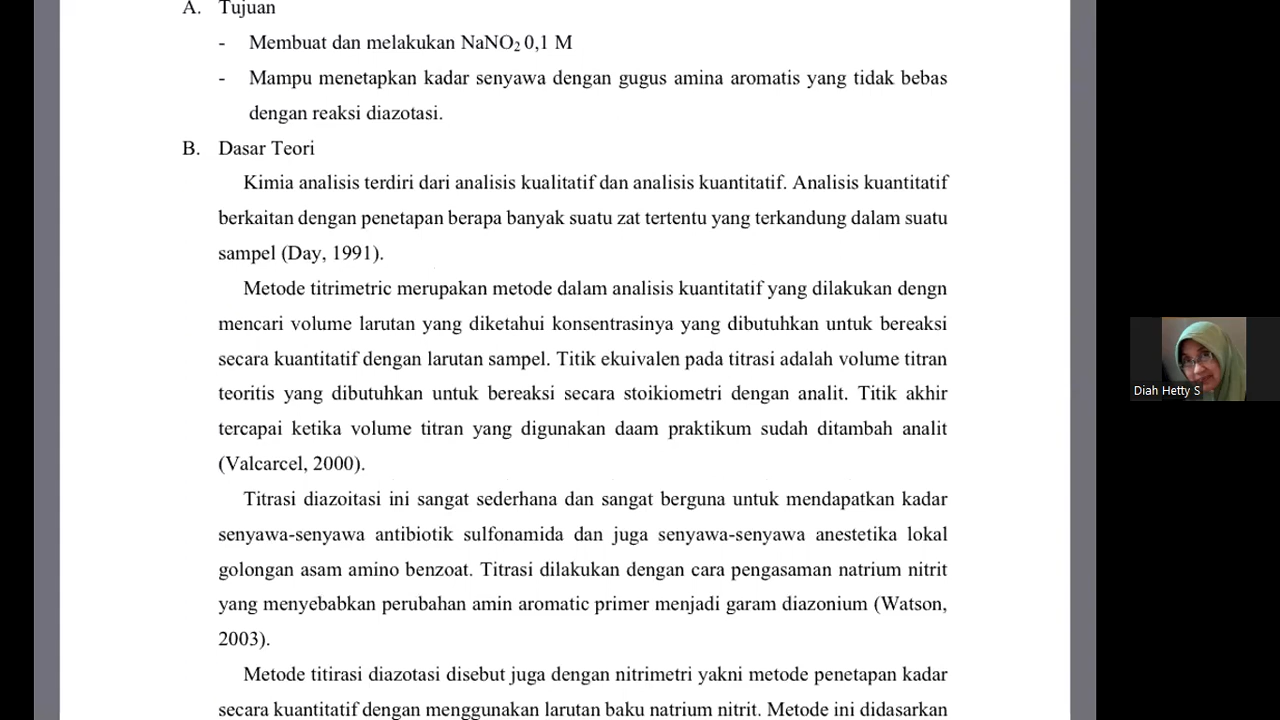 A. Tujuan
- Membuat dan melakukan NaNO₂ 0,1 M
- Mampu menetapkan kadar senyawa dengan gugus amina aromatis yang tidak bebas
dengan reaksi diazotasi.
B. Dasar Teori
Kimia analisis terdiri dari analisis kualitatif dan analisis kuantitatif. Analisis kuantitatif
berkaitan dengan penetapan berapa banyak suatu zat tertentu yang terkandung dalam suatu
sampel (Day, 1991).
Metode titrimetric merupakan metode dalam analisis kuantitatif yang dilakukan dengn
mencari volume larutan yang diketahui konsentrasinya yang dibutuhkan untuk bereaksi
secara kuantitatif dengan larutan sampel. Titik ekuivalen pada titrasi adalah volume titran
teoritis yang dibutuhkan untuk bereaksi secara stoikiometri dengan analit. Titik akhir
tercapai ketika volume titran yang digunakan daam praktikum sudah ditambah analit
(Valcarcel, 2000).
Titrasi diazoitasi ini sangat sederhana dan sangat berguna untuk mendapatkan kadar
senyawa-senyawa antibiotik sulfonamida dan juga senyawa-senyawa anestetika lokal
golongan asam amino benzoat. Titrasi dilakukan dengan cara pengasaman natrium nitrit
yang menyebabkan perubahan amin aromatic primer menjadi garam diazonium (Watson,
2003).
Metode titirasi diazotasi disebut juga dengan nitrimetri yakni metode penetapan kadar
secara kuantitatif dengan menggunakan larutan baku natrium nitrit. Metode ini didasarkan
Diah Hetty S